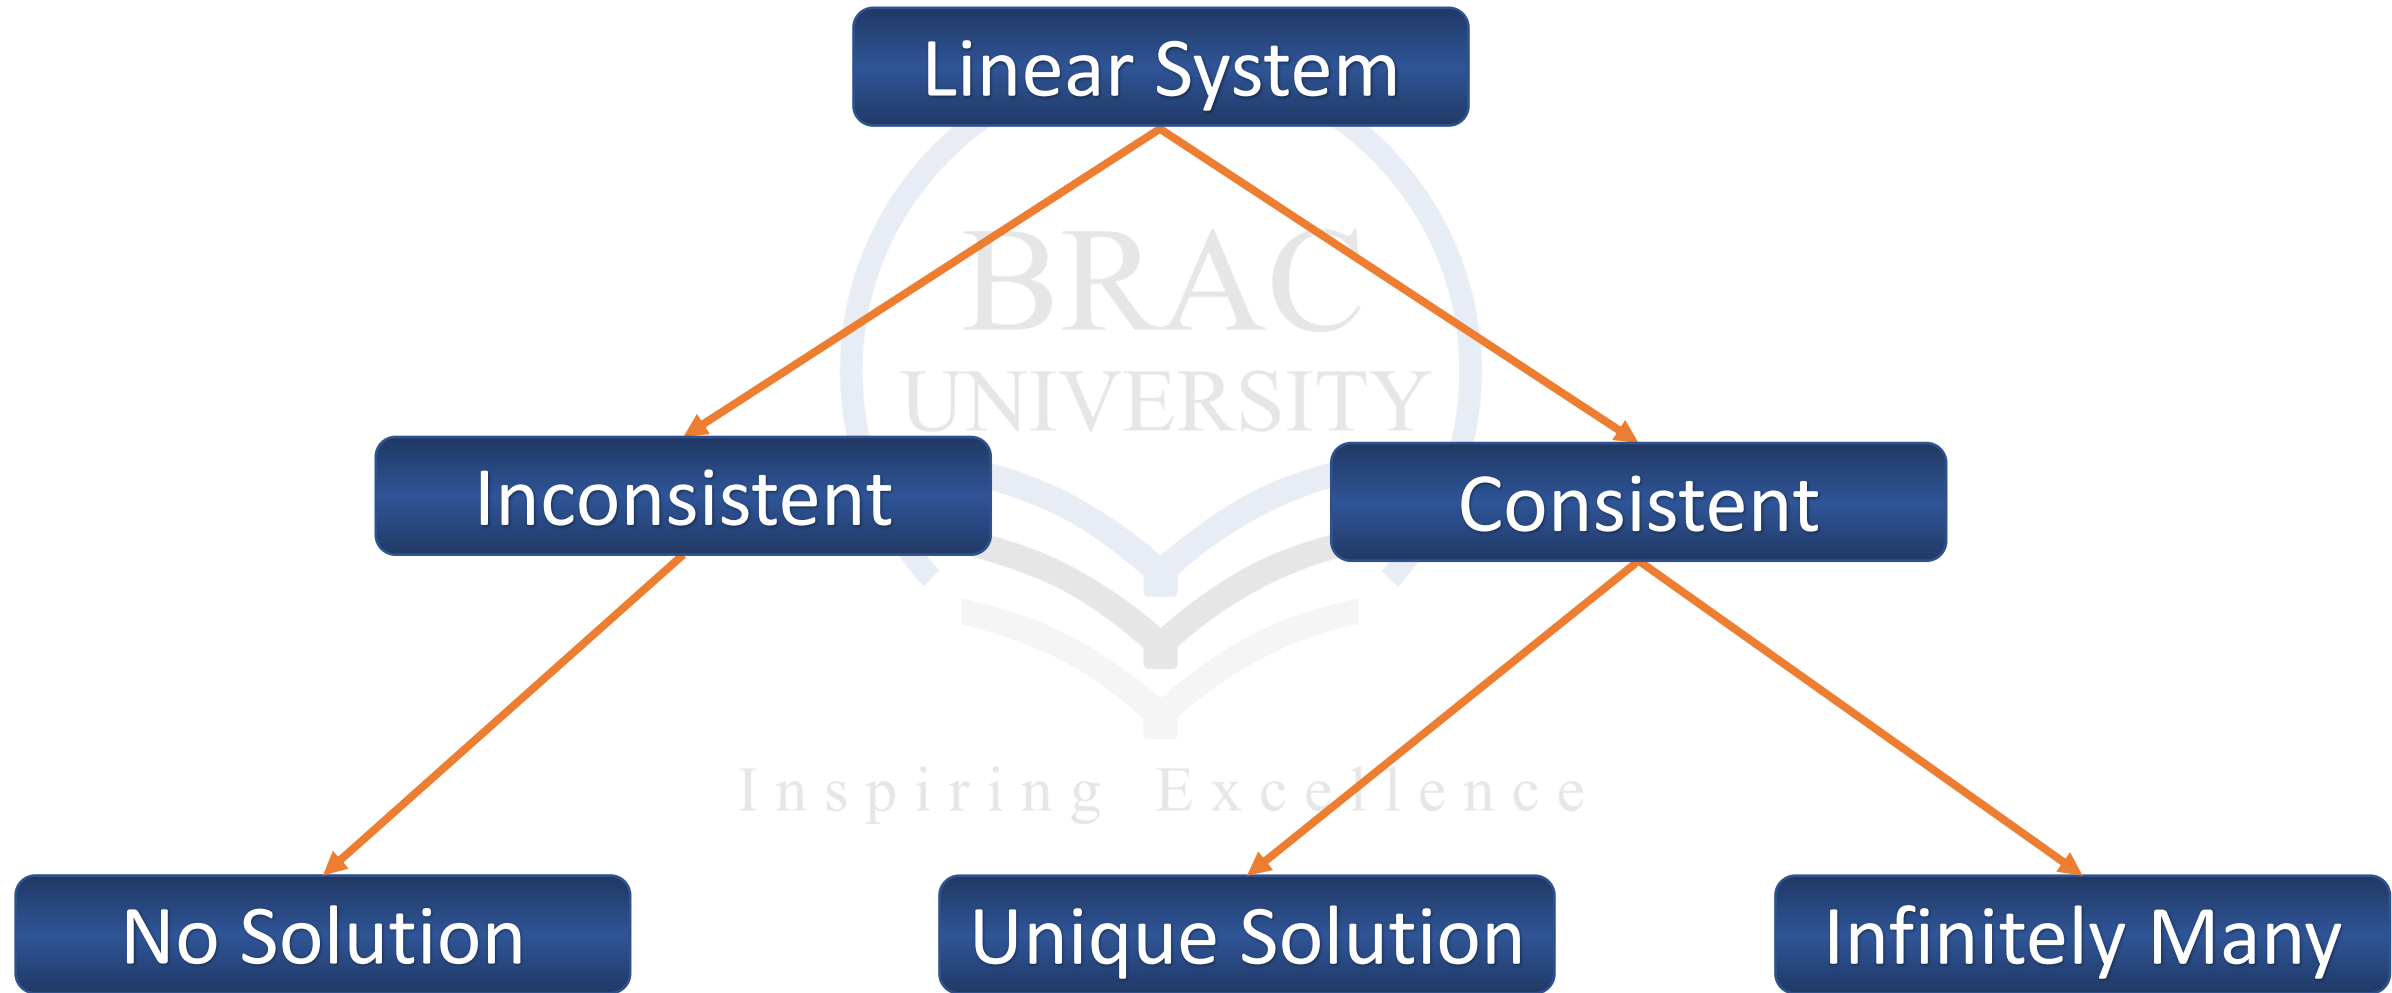 Linear System
BRAC
UNIVERSITY
Inconsistent
Consistent
Inspiring Excellence
No Solution
Unique Solution
Infinitely Many